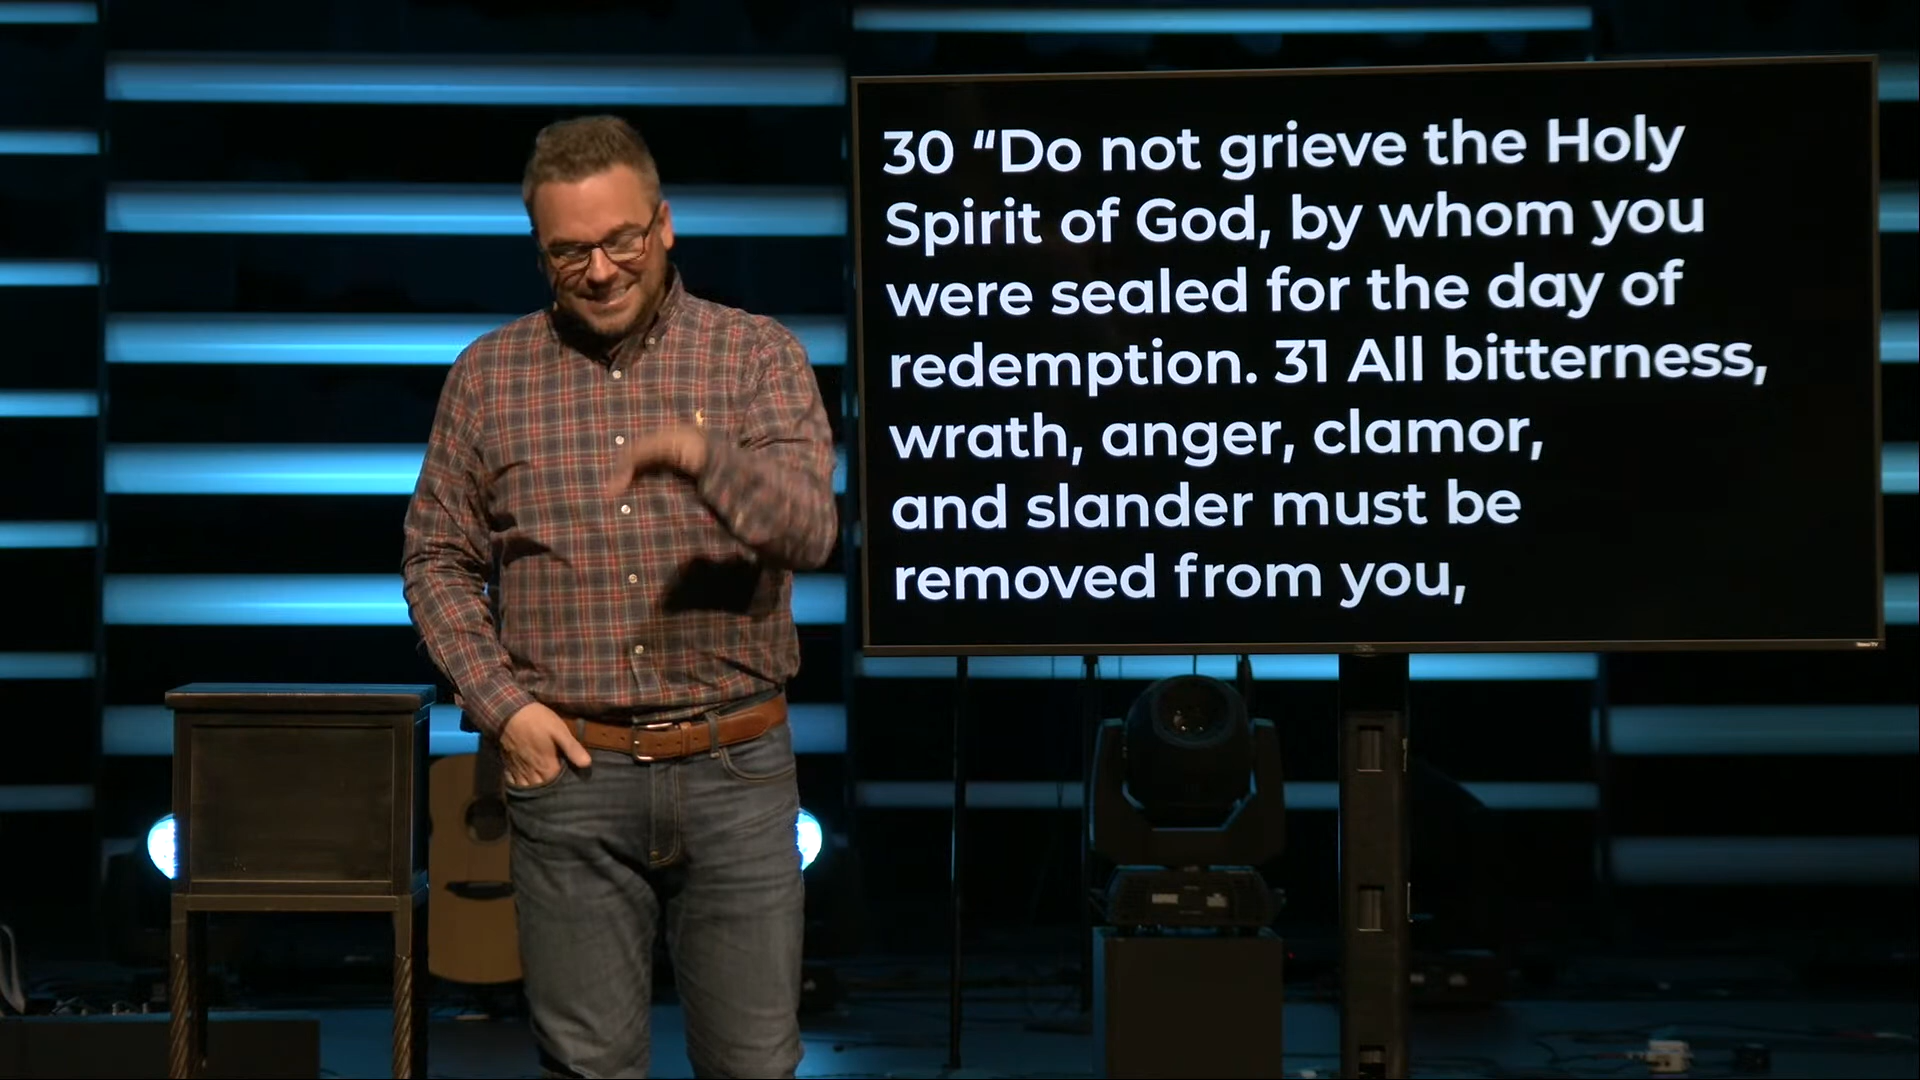 30 “Do not grieve the Holy
Spirit of God, by whom you
were sealed for the day of
redemption. 31 All bitterness,
wrath, anger, clamor,
and slander must be
removed from you,